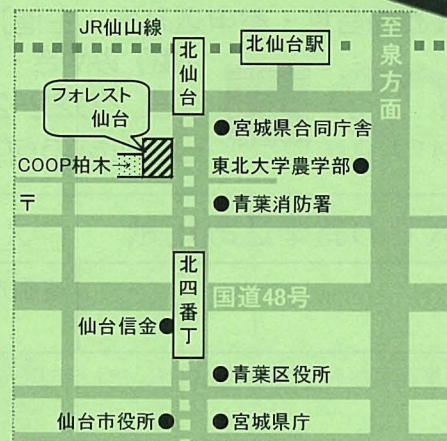 JR仙山線
北仙台駅
至泉方面
北仙台
フォレスト
仙台
●宮城県合同庁舎
COOP柏木→
東北大学農学部●
〒
●青葉消防署
北四番丁
国道48号
仙台信金●
●青葉区役所
仙台市役所●
●宮城県庁